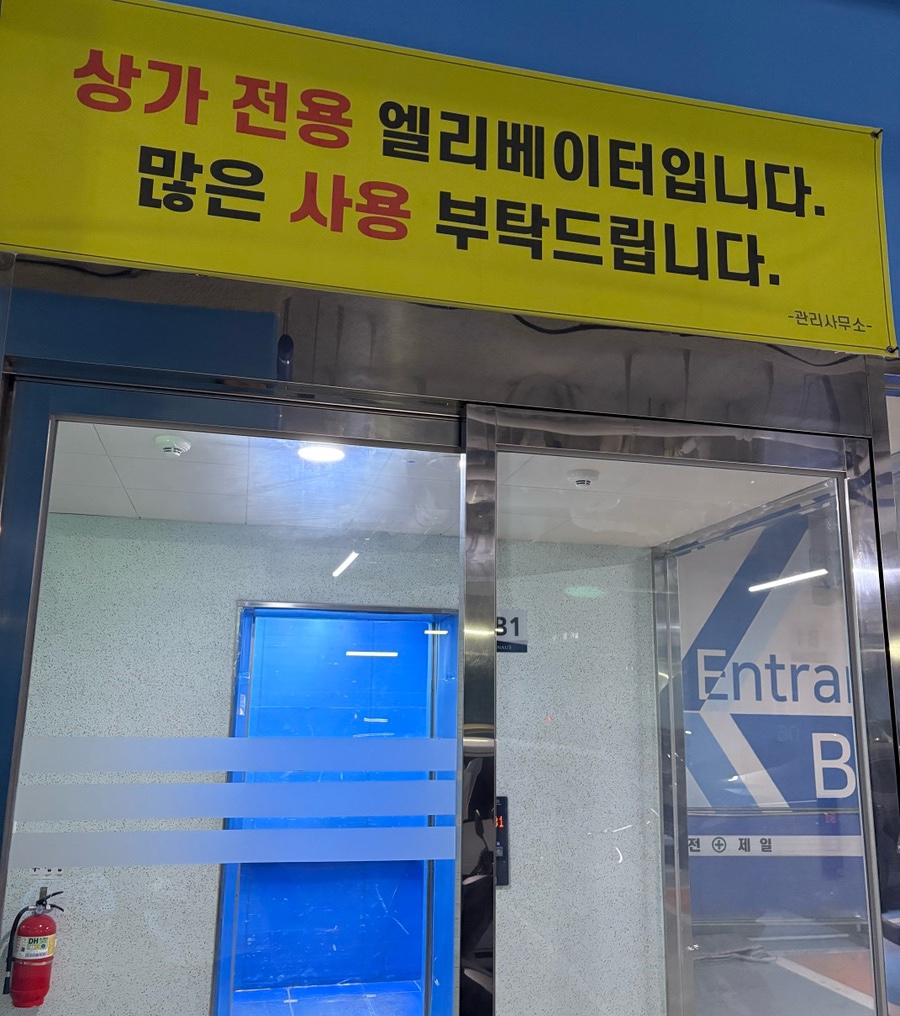 상가 전용 엘리베이터입니다.
많은 사용 부탁드립니다.
-관리사무소-
B1
Entran
B
전 ⊕ 제일
DH